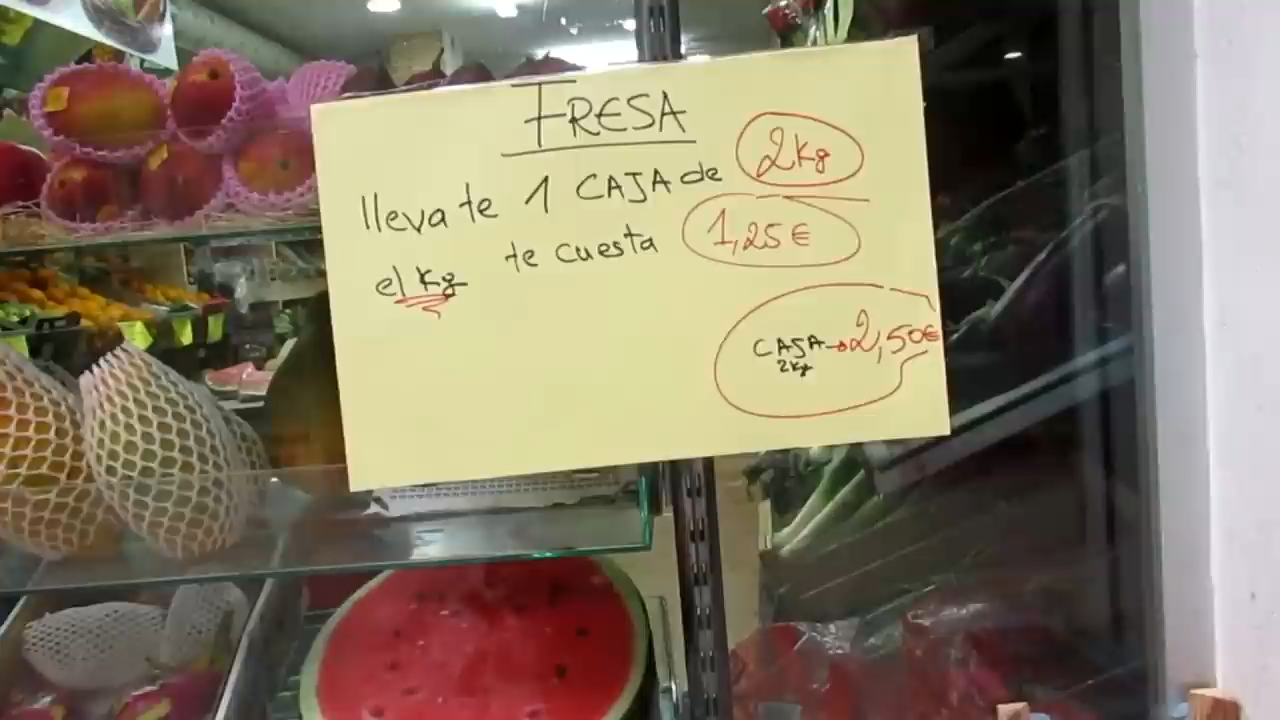 FRESA
llevate 1 CAJA de 2Kg
el Kg te cuesta 1,25€
CAJA→2,50€
2Kg